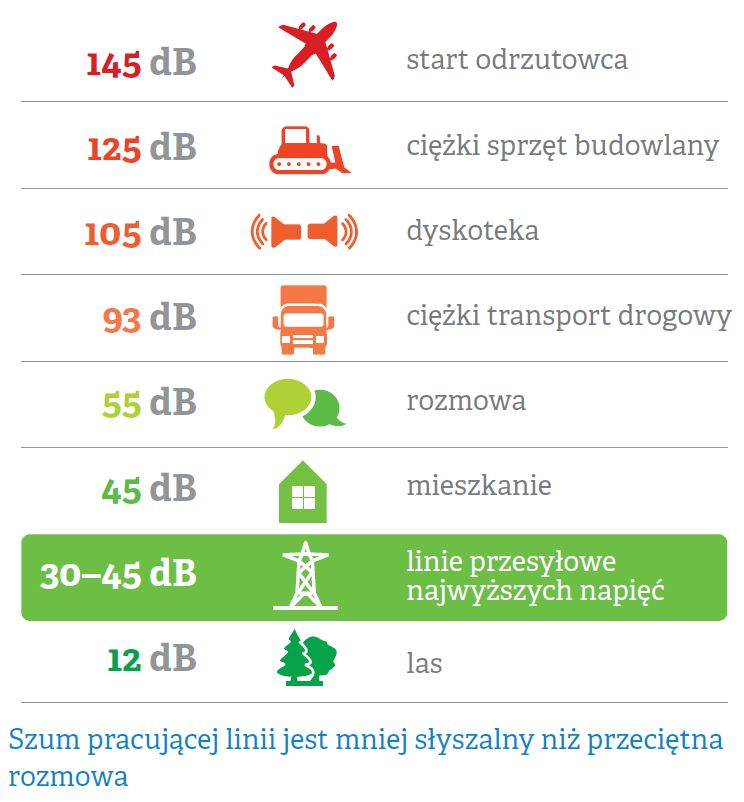 145 dB start odrzutowca
125 dB ciężki sprzęt budowlany
105 dB dyskoteka
93 dB ciężki transport drogowy
55 dB rozmowa
45 dB mieszkanie
30–45 dB linie przesyłowe
najwyższych napięć
12 dB las
Szum pracującej linii jest mniej słyszalny niż przeciętna
rozmowa